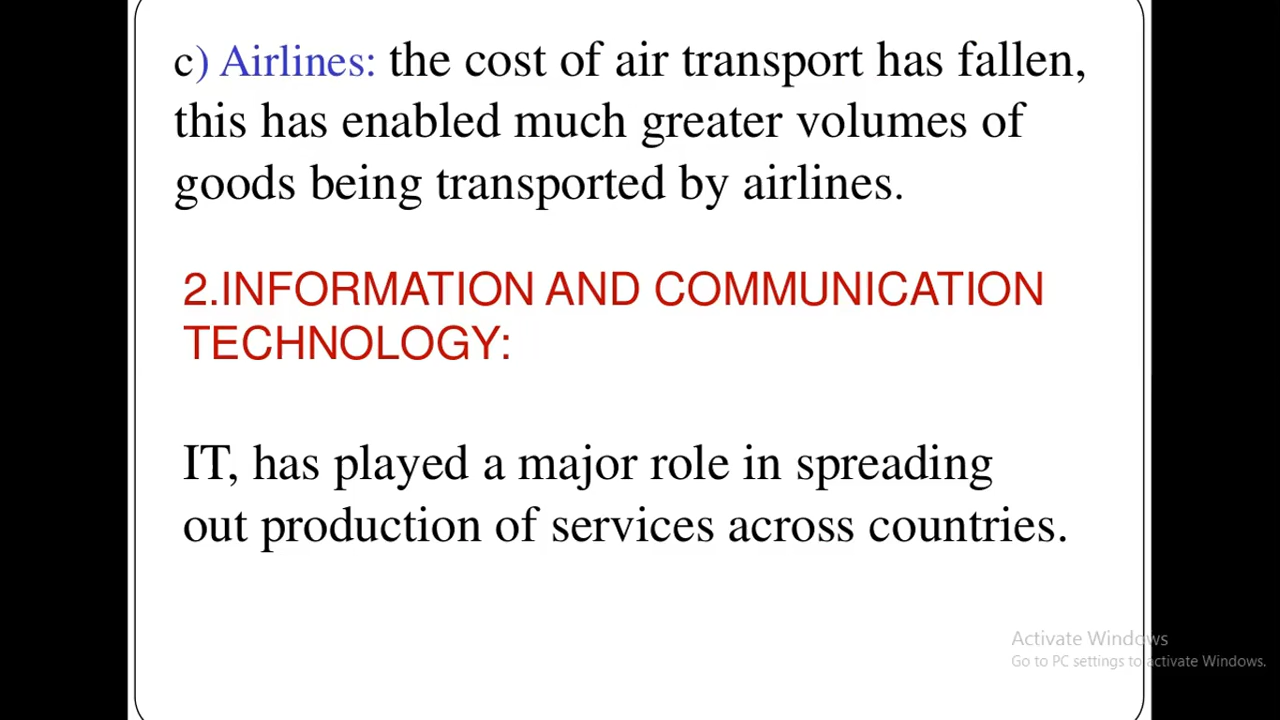 c) Airlines: the cost of air transport has fallen,
this has enabled much greater volumes of
goods being transported by airlines.
2.INFORMATION AND COMMUNICATION
TECHNOLOGY:
IT, has played a major role in spreading
out production of services across countries.
Activate Windows
Go to PC settings to activate Windows.